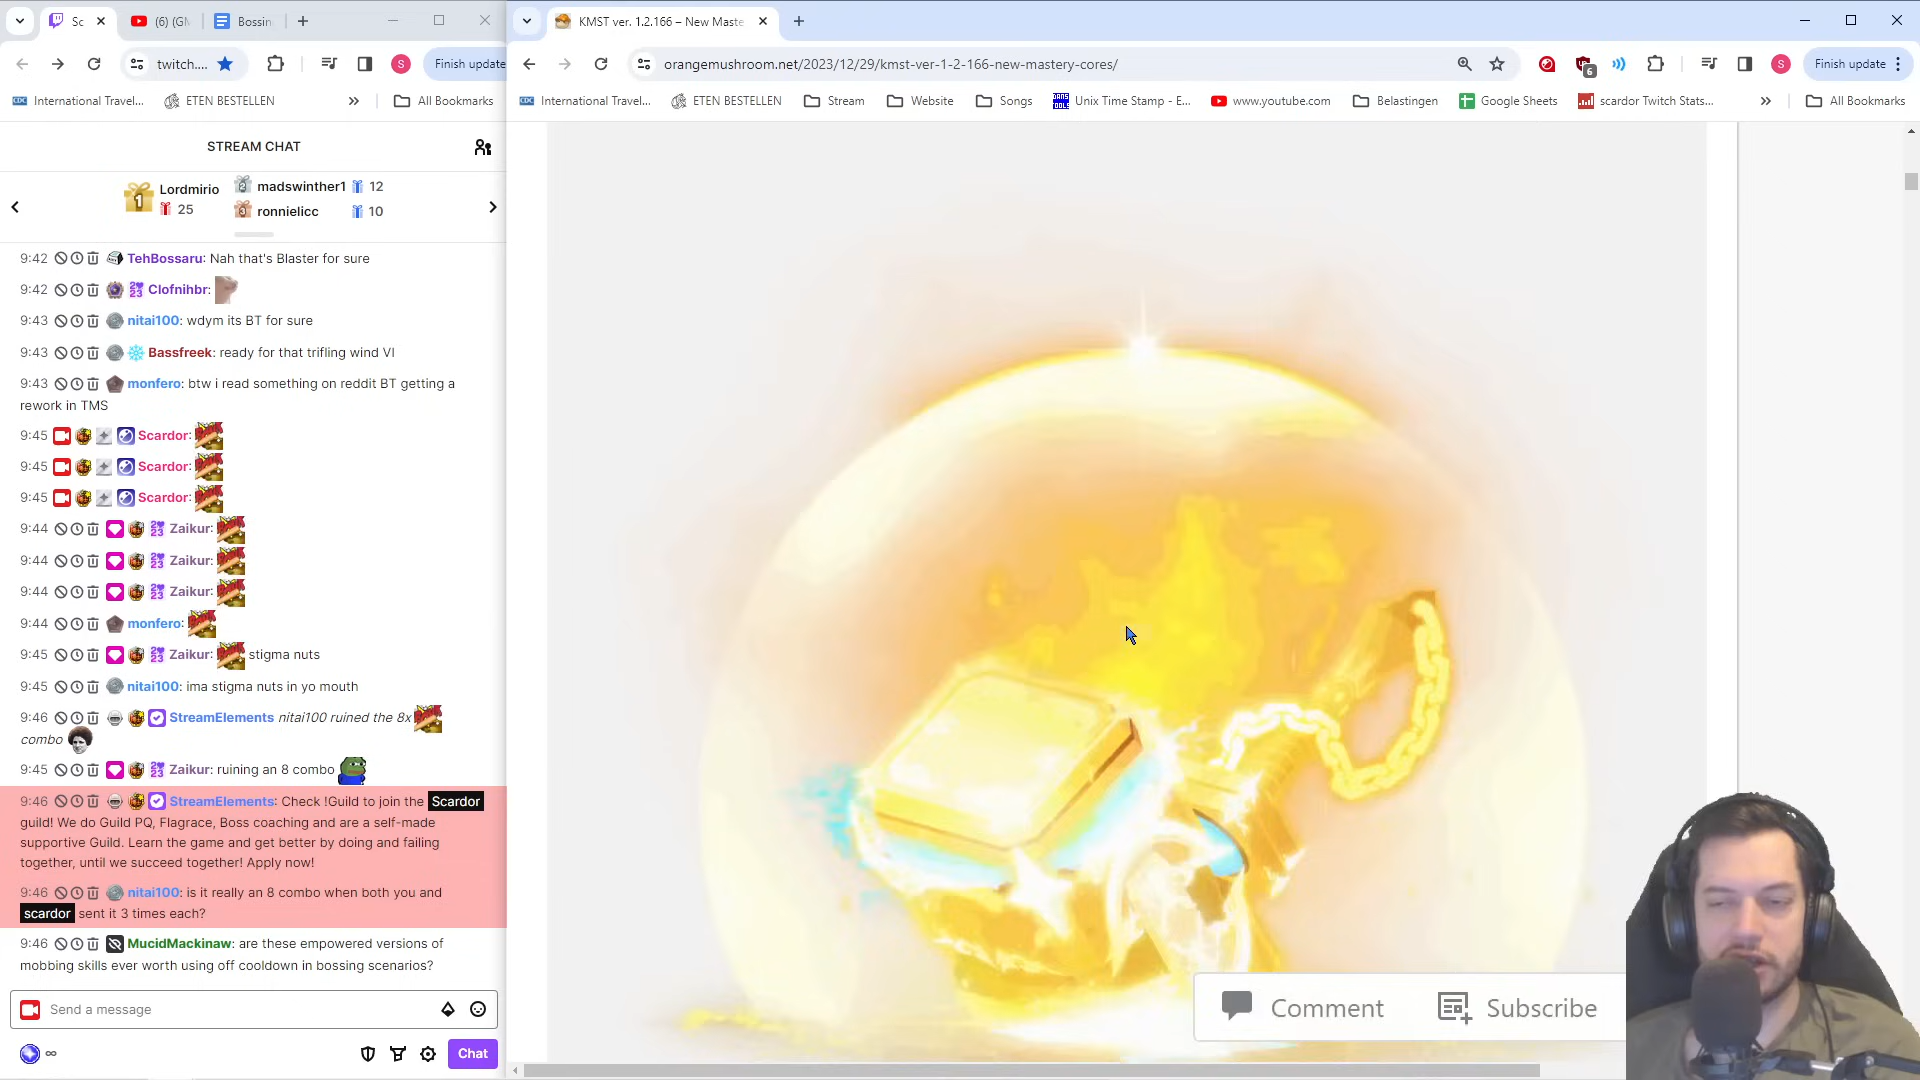 Sc
(6) (GM
Bossin
KMST ver. 1.2.166 – New Maste
twitch....
S
Finish update
orangemushroom.net/2023/12/29/kmst-ver-1-2-166-new-mastery-cores/
6
S
Finish update
International Travel...
ETEN BESTELLEN
All Bookmarks
International Travel...
ETEN BESTELLEN
Stream
Website
Songs
Unix Time Stamp - E...
www.youtube.com
Belastingen
Google Sheets
scardor Twitch Stats...
All Bookmarks
STREAM CHAT
1
Lordmirio
25
2
madswinther1
12
3
ronnielicc
10
9:42 TehBossaru: Nah that's Blaster for sure
9:42 Clofnihbr:
9:43 nitai100: wdym its BT for sure
9:43 Bassfreek: ready for that trifling wind VI
9:43 monfero: btw i read something on reddit BT getting a
rework in TMS
9:45 Scardor:
9:45 Scardor:
9:45 Scardor:
9:44 Zaikur:
9:44 Zaikur:
9:44 Zaikur:
9:44 monfero:
9:45 Zaikur: stigma nuts
9:45 nitai100: ima stigma nuts in yo mouth
9:46 StreamElements nitai100 ruined the 8x
combo
9:45 Zaikur: ruining an 8 combo
9:46 StreamElements: Check !Guild to join the Scardor
guild! We do Guild PQ, Flagrace, Boss coaching and are a self-made
supportive Guild. Learn the game and get better by doing and failing
together, until we succeed together! Apply now!
9:46 nitai100: is it really an 8 combo when both you and
scardor sent it 3 times each?
9:46 MucidMackinaw: are these empowered versions of
mobbing skills ever worth using off cooldown in bossing scenarios?
Send a message
∞
Chat
Comment
Subscribe